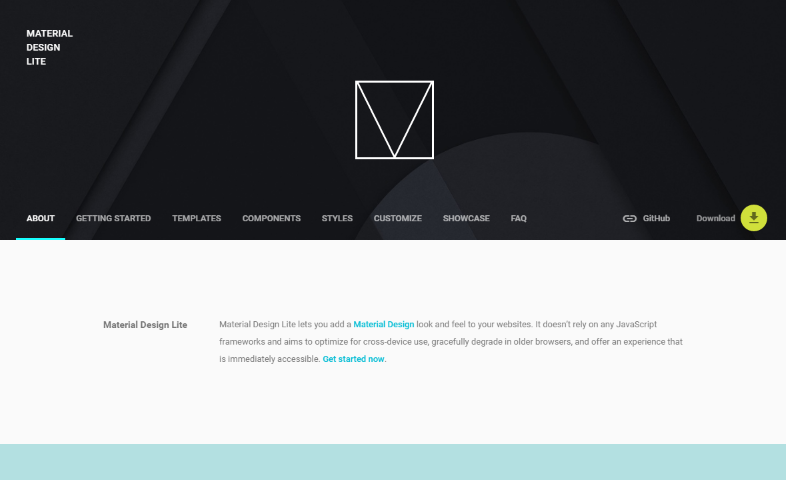 MATERIAL
DESIGN
LITE
ABOUT GETTING STARTED TEMPLATES COMPONENTS STYLES CUSTOMIZE SHOWCASE FAQ GitHub Download
Material Design Lite
Material Design Lite lets you add a Material Design look and feel to your websites. It doesn't rely on any JavaScript
frameworks and aims to optimize for cross-device use, gracefully degrade in older browsers, and offer an experience that
is immediately accessible. Get started now.